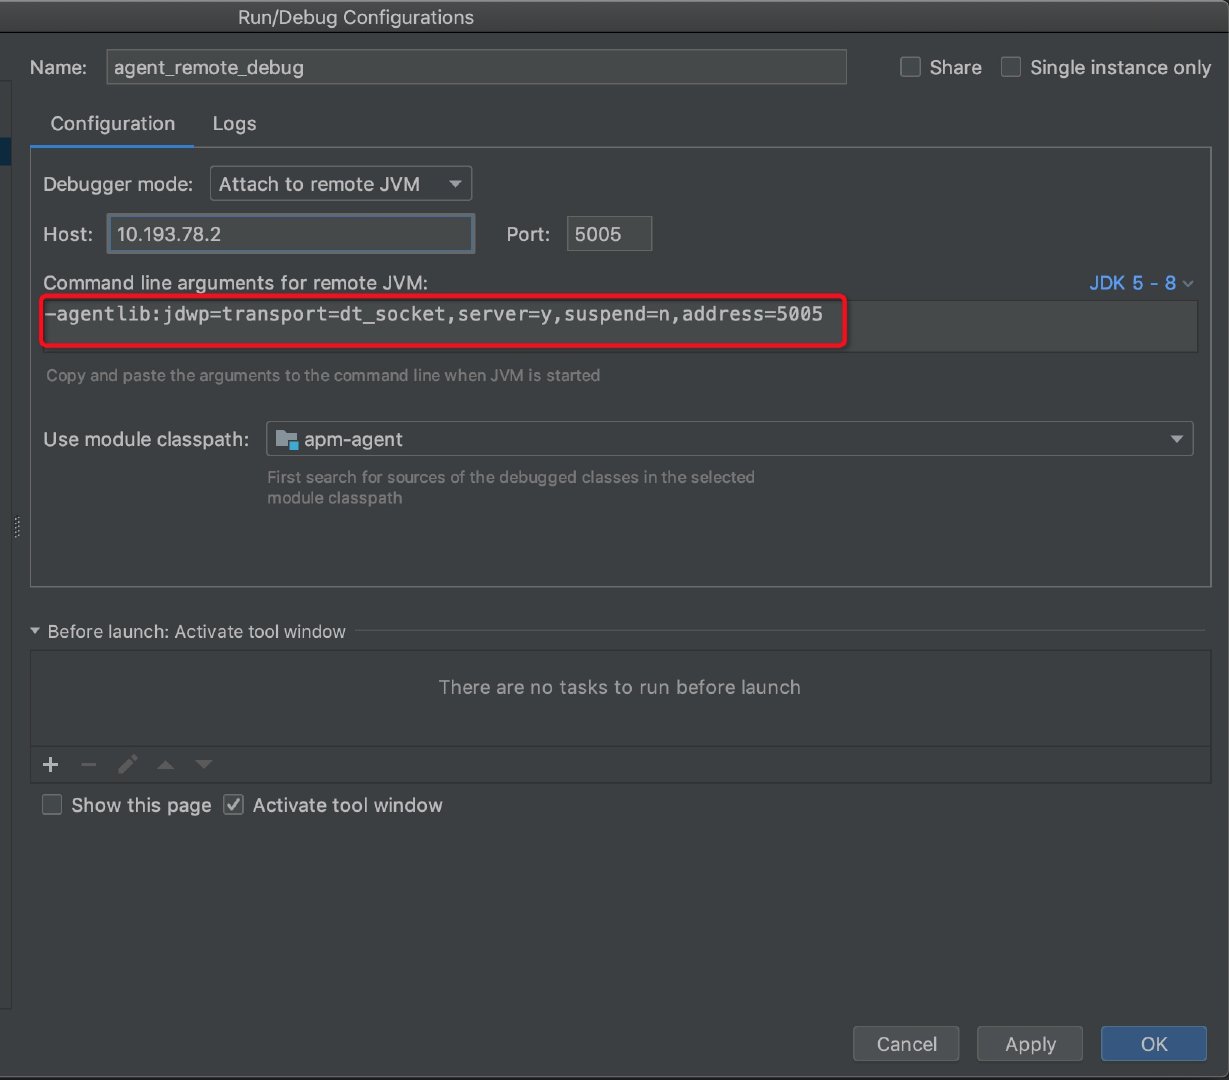 Run/Debug Configurations
Name: agent_remote_debug Share Single instance only
Configuration Logs
Debugger mode: Attach to remote JVM
Host: 10.193.78.2 Port: 5005
Command line arguments for remote JVM: JDK 5 - 8
-agentlib:jdwp=transport=dt_socket,server=y,suspend=n,address=5005
Copy and paste the arguments to the command line when JVM is started
Use module classpath: apm-agent
First search for sources of the debugged classes in the selected
module classpath
Before launch: Activate tool window
There are no tasks to run before launch
Show this page Activate tool window
Cancel Apply OK